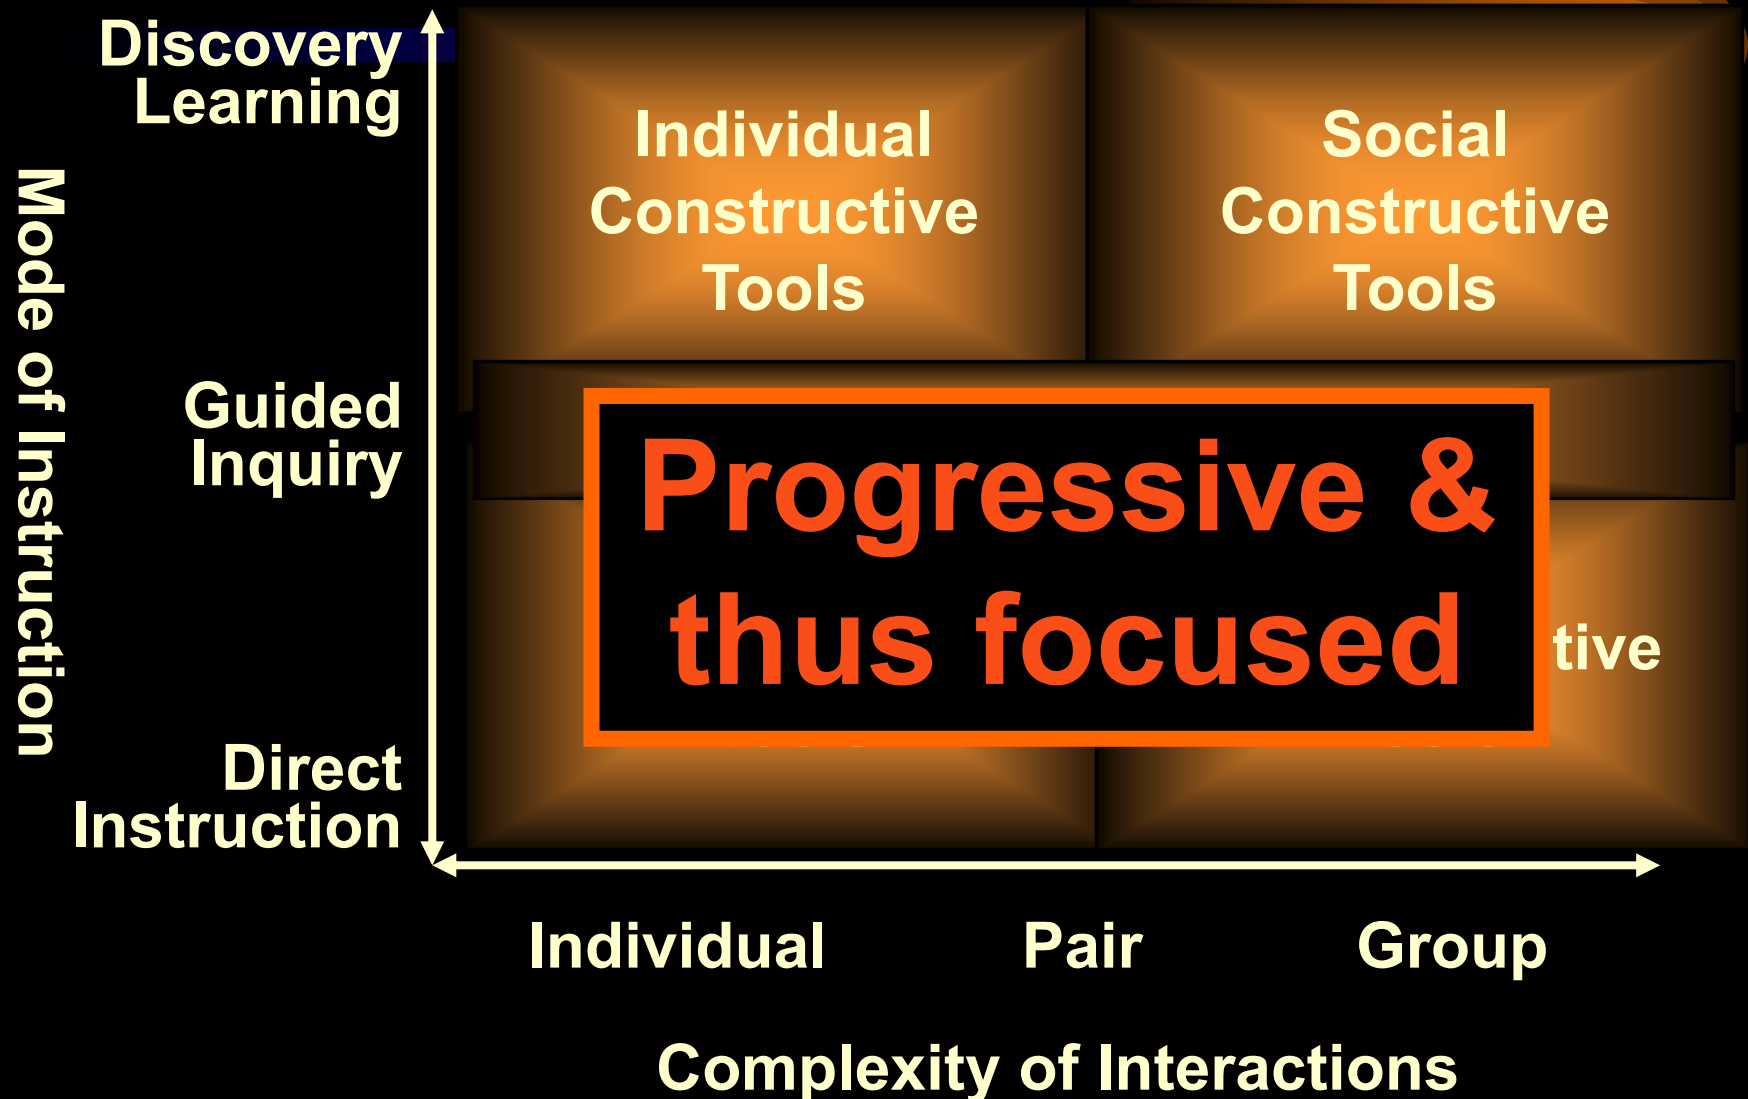 Discovery
Learning
Individual
Constructive
Tools
Social
Constructive
Tools
Mode of Instruction
Guided
Inquiry
Progressive &
thus focused
tive
Direct
Instruction
Individual Pair Group
Complexity of Interactions